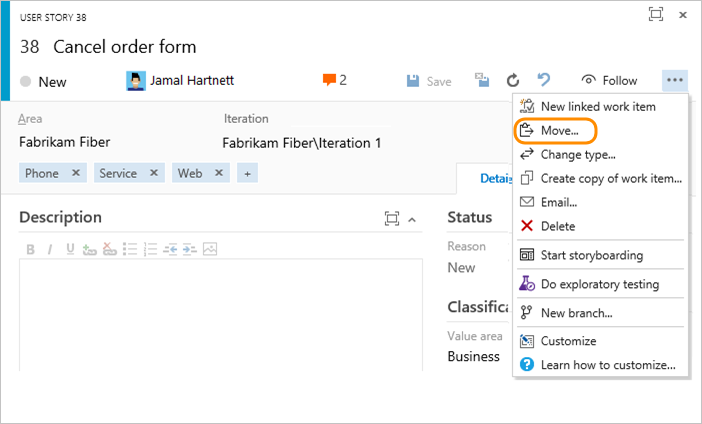 USER STORY 38
38 Cancel order form
New
Jamal Hartnett
2
Save
Follow
Area
Iteration
Fabrikam Fiber
Fabrikam Fiber\Iteration 1
Phone
Service
Web
+
Details
New linked work item
Move...
Change type...
Create copy of work item...
Email...
Delete
Start storyboarding
Do exploratory testing
New branch...
Customize
Learn how to customize...
Description
B I U
Status
Reason
New
Classifica
Value area
Business